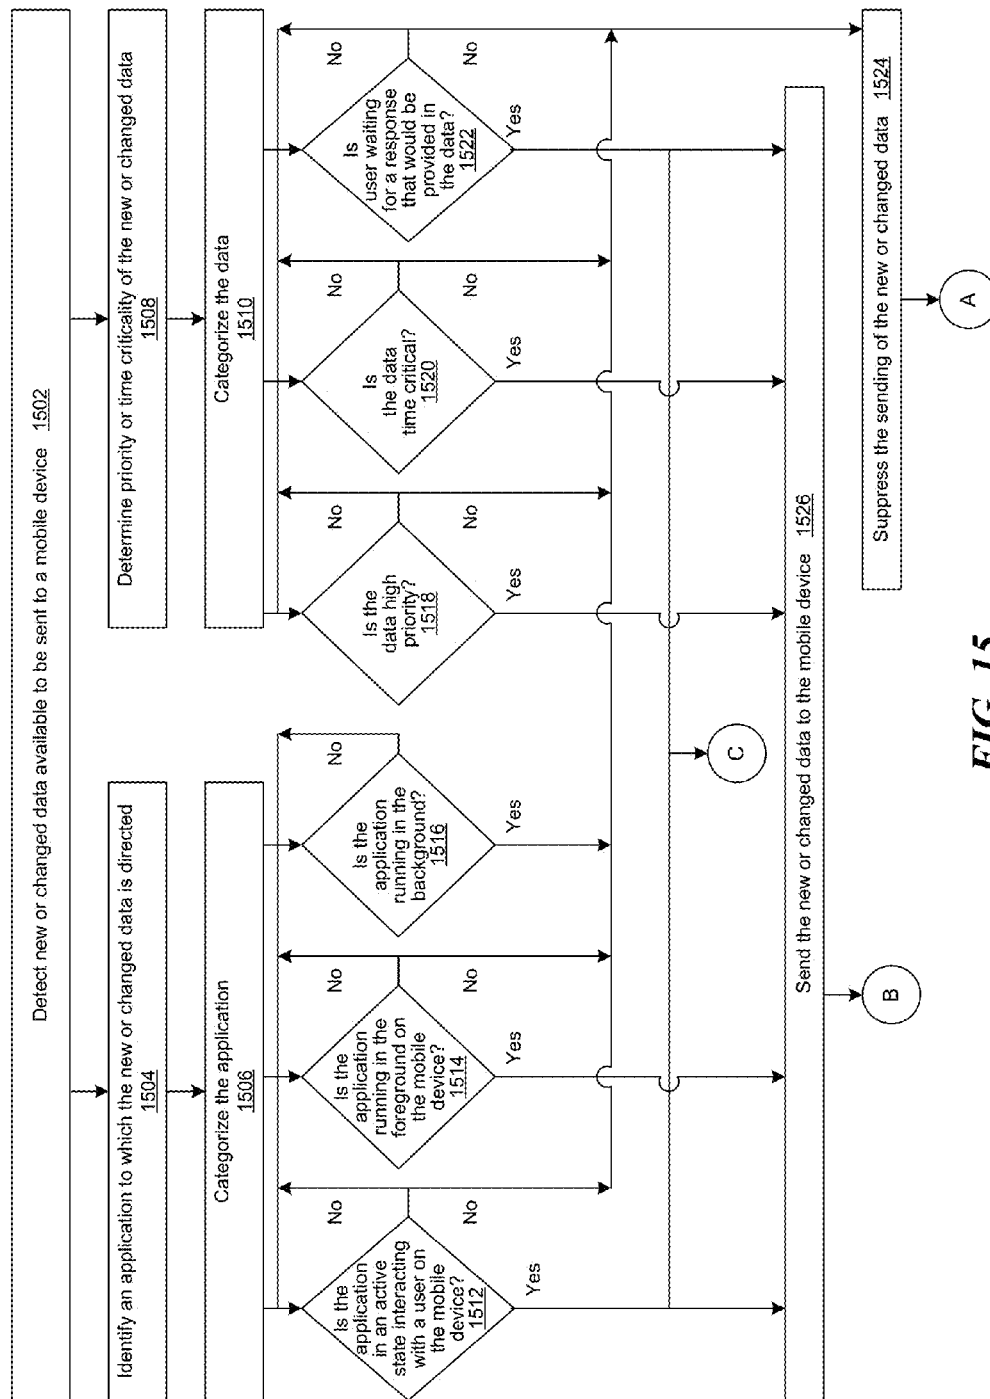 Detect new or changed data available to be sent to a mobile device 1502
Identify an application to which the new or changed data is directed
1504
Determine priority or time criticality of the new or changed data
1508
Categorize the application
1506
Categorize the data
1510
Is the
application
in an active
state interacting
with a user on
the mobile
device?
1512
No
No
Yes
Is the
application
running in the
foreground on
the mobile
device?
1514
No
No
Yes
Is the
application
running in the
background?
1516
No
Yes
Is the
data high
priority?
1518
No
No
Yes
Is
the data
time critical?
1520
No
No
Yes
Is
user waiting
for a response
that would be
provided in
the data?
1522
No
No
Yes
C
Send the new or changed data to the mobile device 1526
B
Suppress the sending of the new or changed data 1524
A
FIG. 15